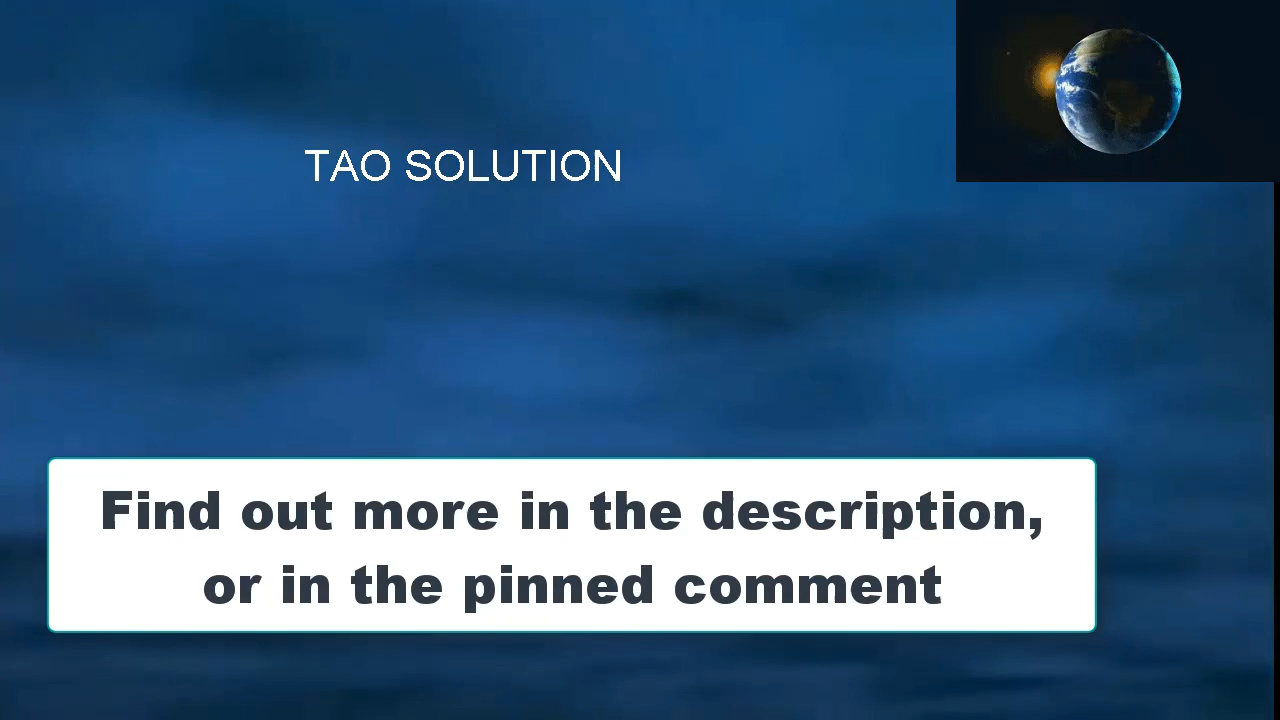 TAO SOLUTION
Find out more in the description,
or in the pinned comment